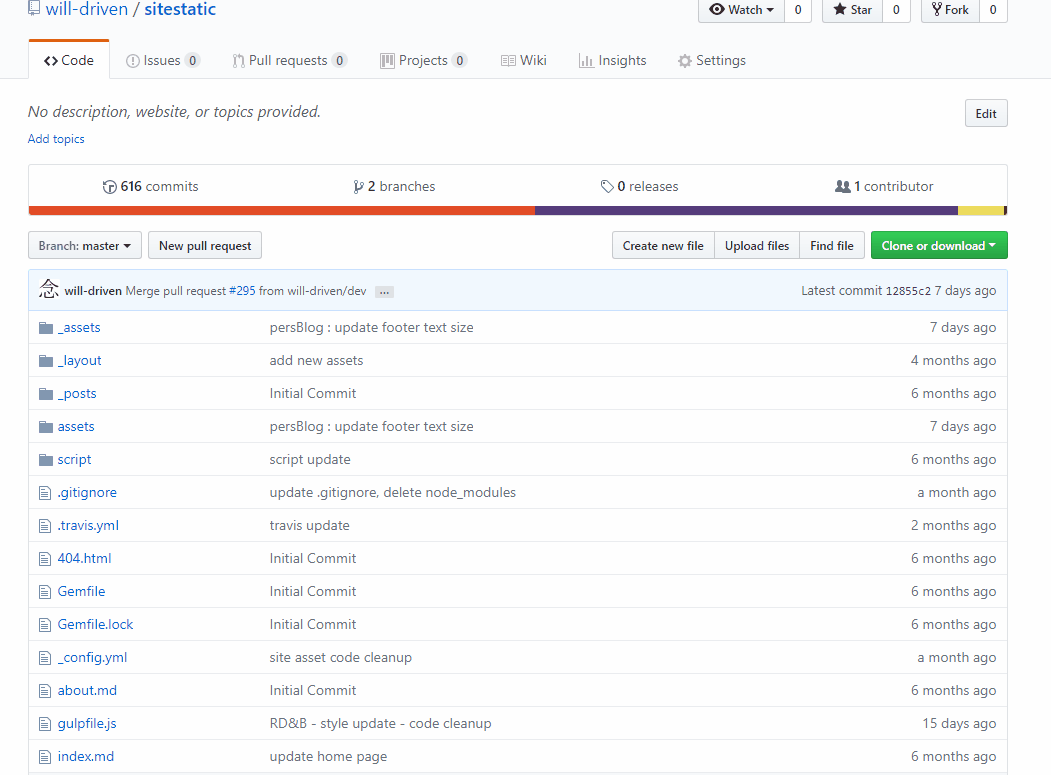 will-driven / sitestatic
Watch 0 Star 0 Fork 0
Code Issues 0 Pull requests 0 Projects 0 Wiki Insights Settings
No description, website, or topics provided.
Edit
Add topics
616 commits 2 branches 0 releases 1 contributor
Branch: master New pull request Create new file Upload files Find file Clone or download
念 will-driven Merge pull request #295 from will-driven/dev ... Latest commit 12855c2 7 days ago
_assets persBlog : update footer text size 7 days ago
_layout add new assets 4 months ago
_posts Initial Commit 6 months ago
assets persBlog : update footer text size 7 days ago
script script update 6 months ago
.gitignore update .gitignore, delete node_modules a month ago
.travis.yml travis update 2 months ago
404.html Initial Commit 6 months ago
Gemfile Initial Commit 6 months ago
Gemfile.lock Initial Commit 6 months ago
_config.yml site asset code cleanup a month ago
about.md Initial Commit 6 months ago
gulpfile.js RD&B - style update - code cleanup 15 days ago
index.md update home page 6 months ago